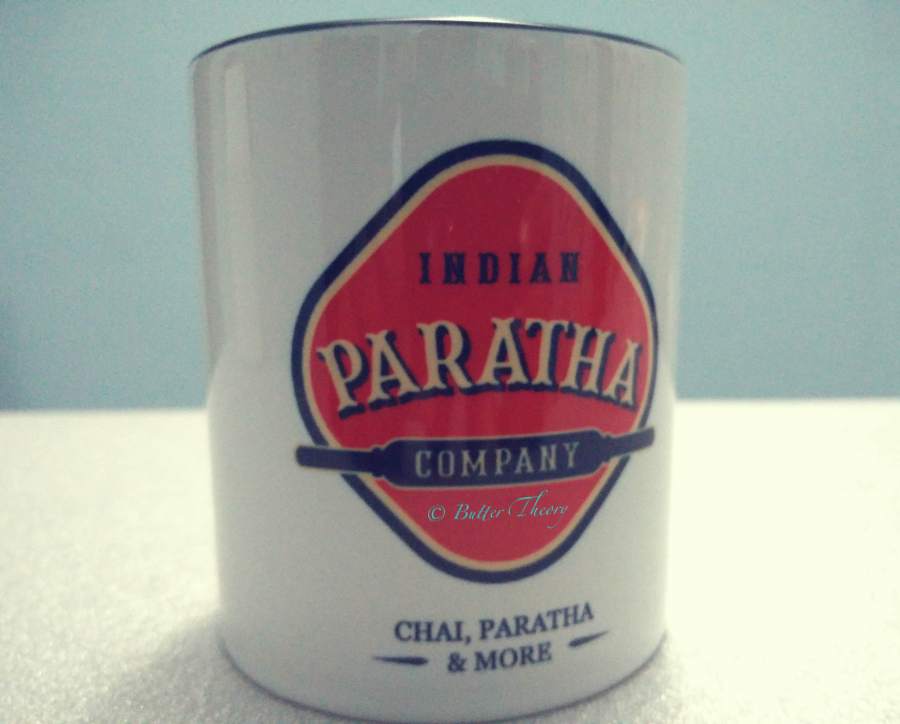 INDIAN
PARATHA
COMPANY
© Butter Theory
CHAI, PARATHA
& MORE